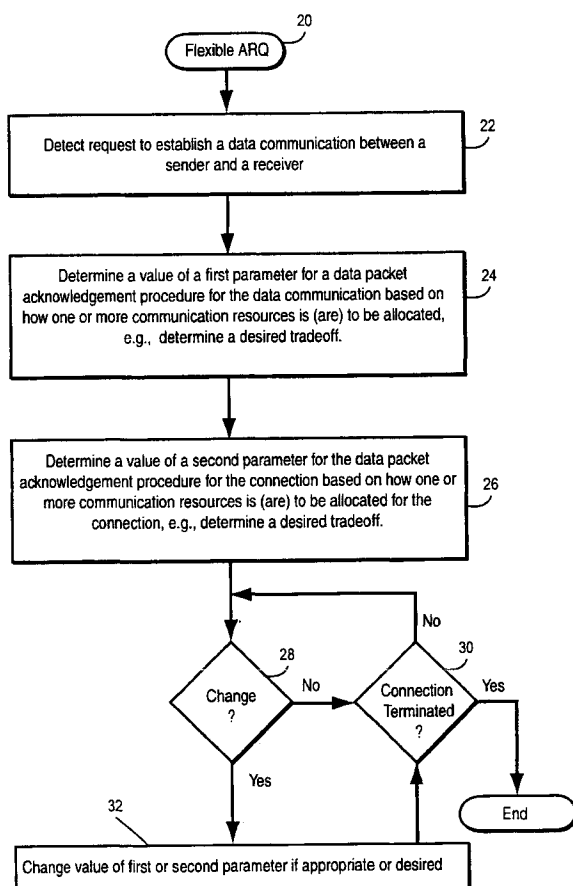 20
Flexible ARQ
22
Detect request to establish a data communication between a
sender and a receiver
24
Determine a value of a first parameter for a data packet
acknowledgement procedure for the data communication based on
how one or more communication resources is (are) to be allocated,
e.g., determine a desired tradeoff.
26
Determine a value of a second parameter for the data packet
acknowledgement procedure for the connection based on how one or
more communication resources is (are) to be allocated for the
connection, e.g., determine a desired tradeoff.
No
28
30
Change
?
No
Connection
Terminated
?
Yes
Yes
End
32
Change value of first or second parameter if appropriate or desired